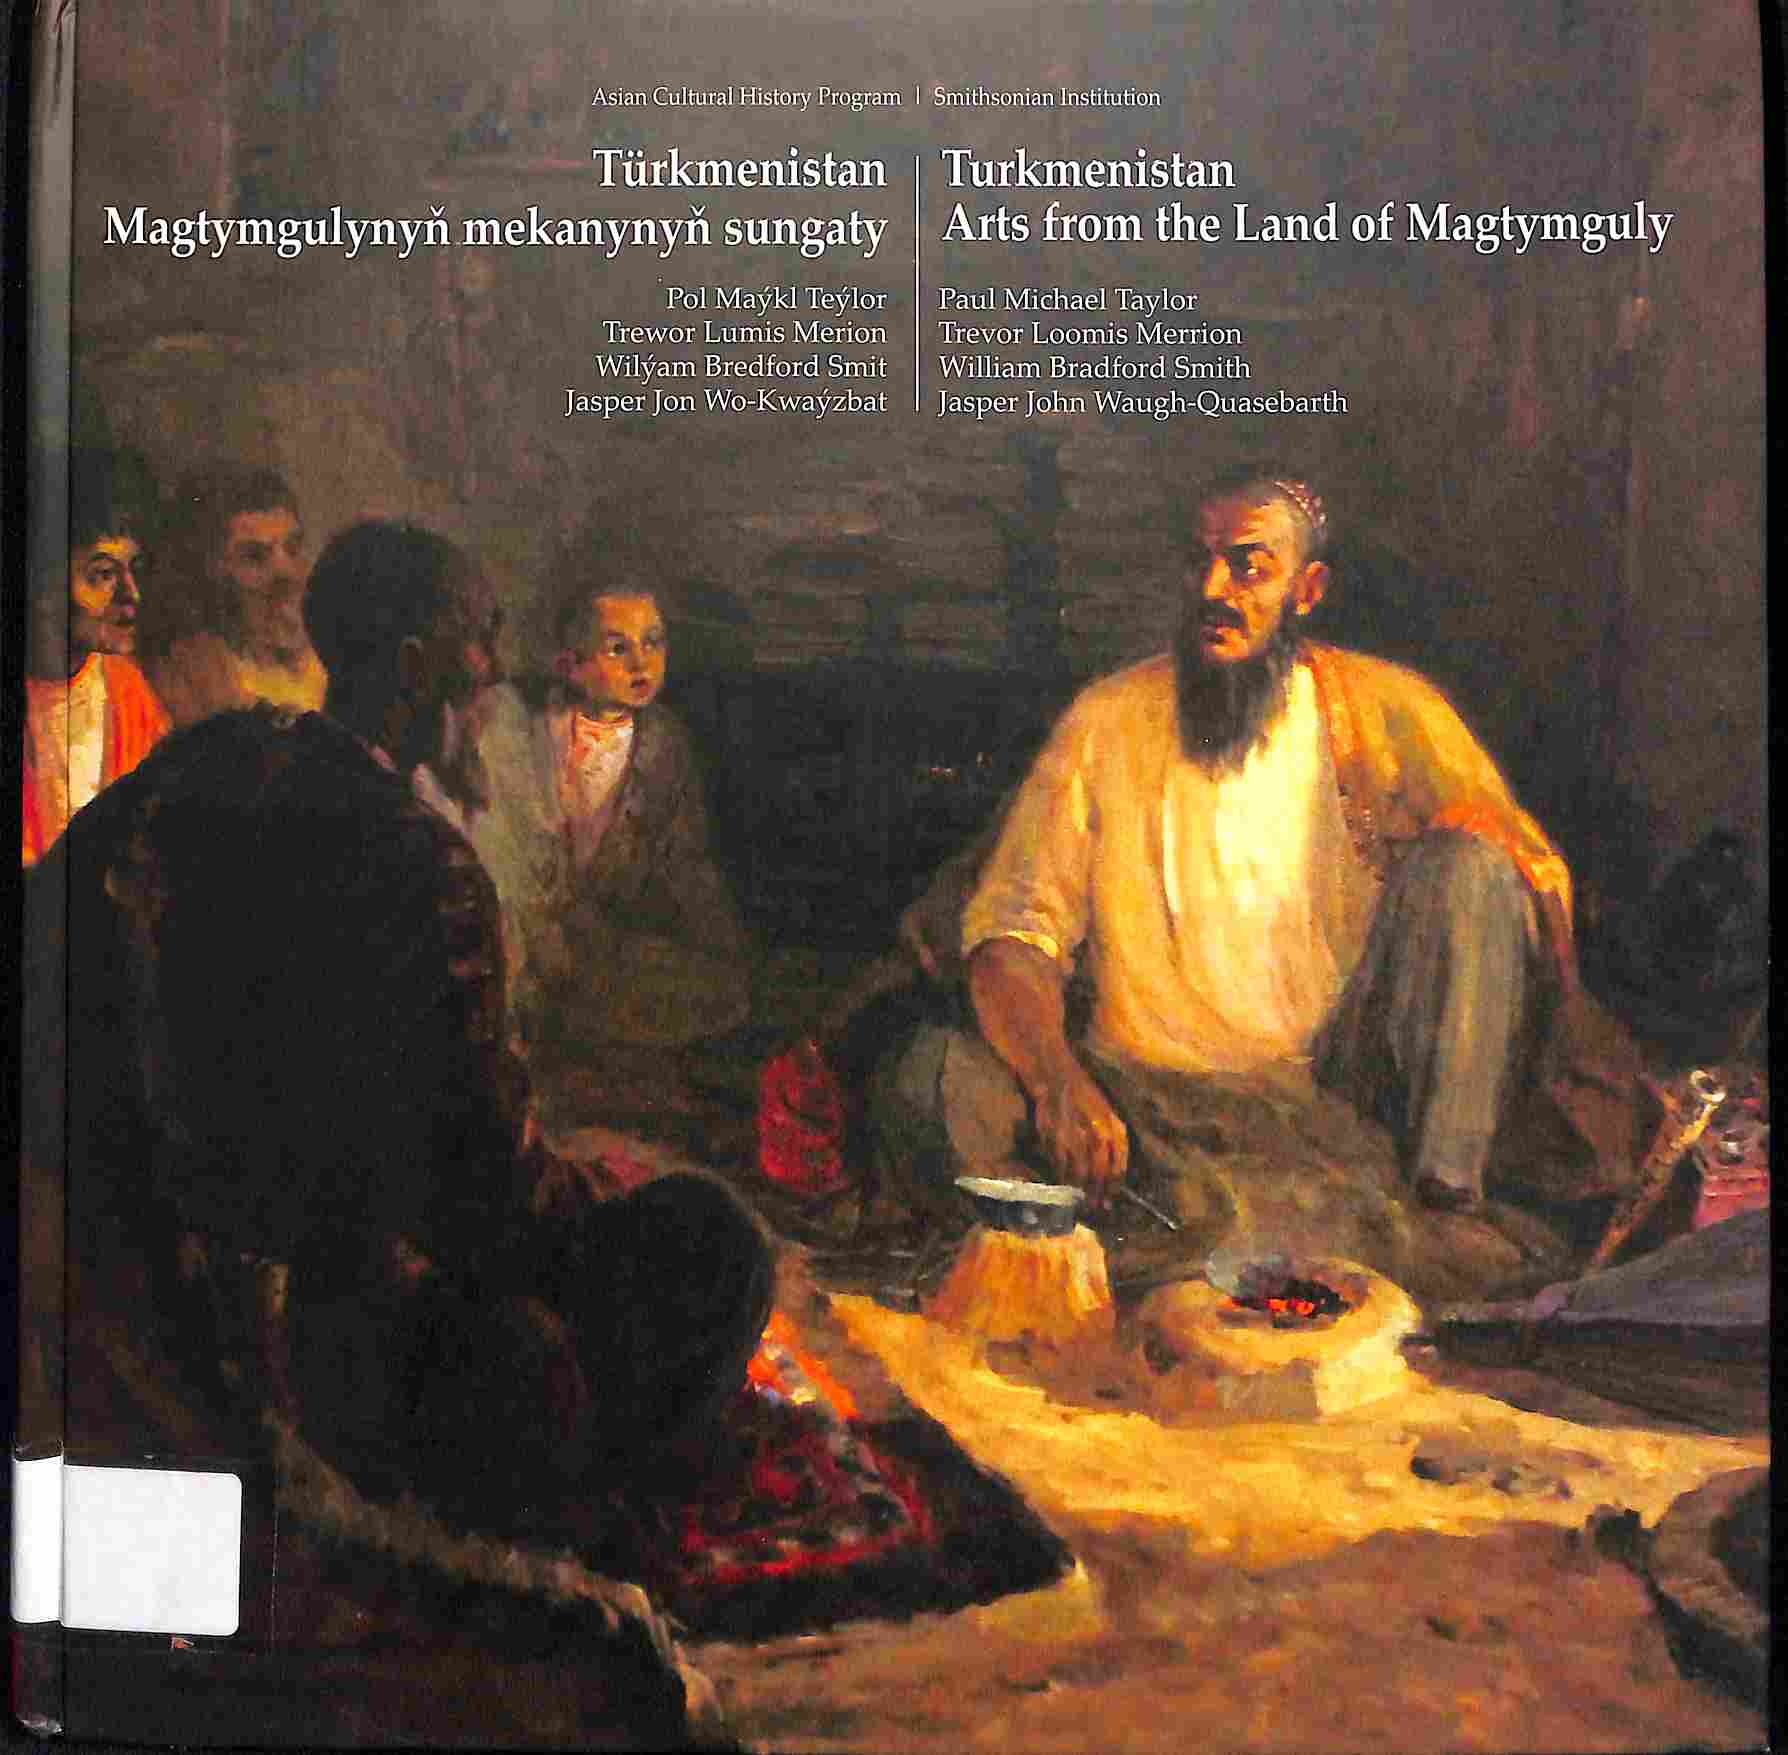 Asian Cultural History Program | Smithsonian Institution
Türkmenistan
Magtymgulynyň mekanynyň sungaty
Pol Maýkl Teýlor
Trewor Lumis Merion
Wilýam Bredford Smit
Jasper Jon Wo-Kwaýzbat
Turkmenistan
Arts from the Land of Magtymguly
Paul Michael Taylor
Trevor Loomis Merrion
William Bradford Smith
Jasper John Waugh-Quasebarth